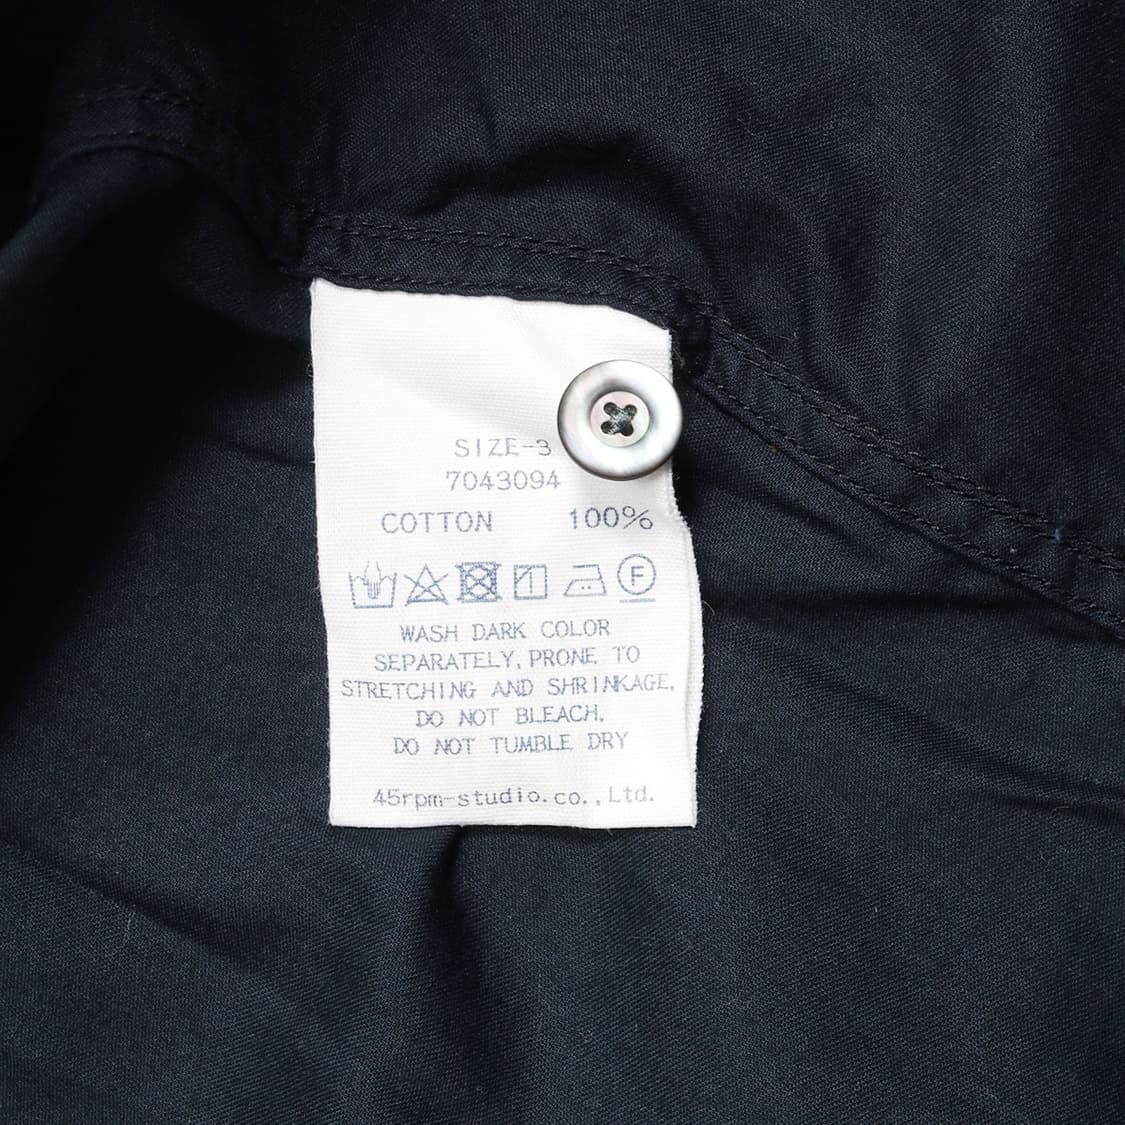 SIZE-3
7043094
COTTON 100%
F
WASH DARK COLOR
SEPARATELY, PRONE TO
STRETCHING AND SHRINKAGE,
DO NOT BLEACH.
DO NOT TUMBLE DRY
45rpm-studio.co.,Ltd.